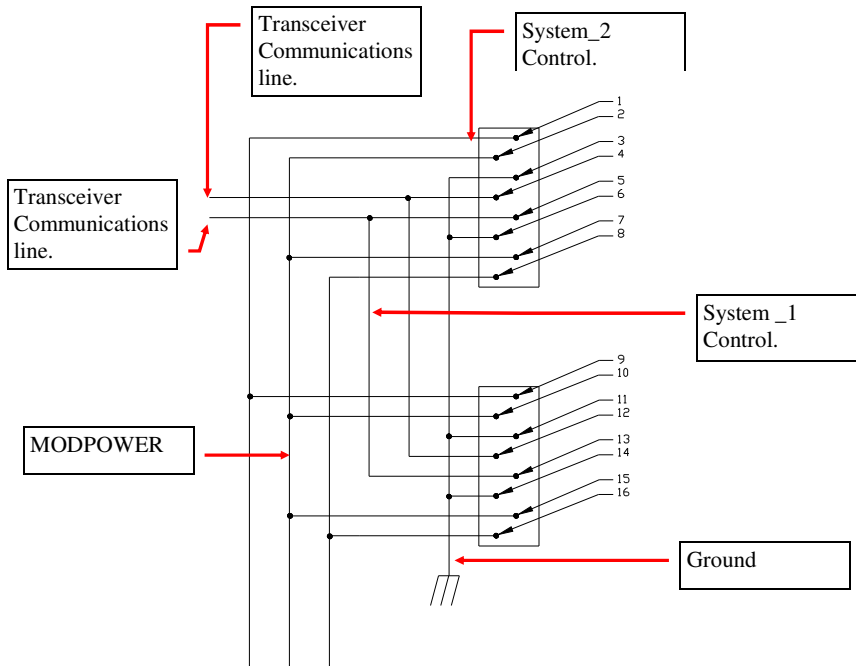 Transceiver
Communications
line.
System_2
Control.
1
2
3
4
5
6
7
8
Transceiver
Communications
line.
System _1
Control.
9
10
11
12
13
14
15
16
MODPOWER
Ground